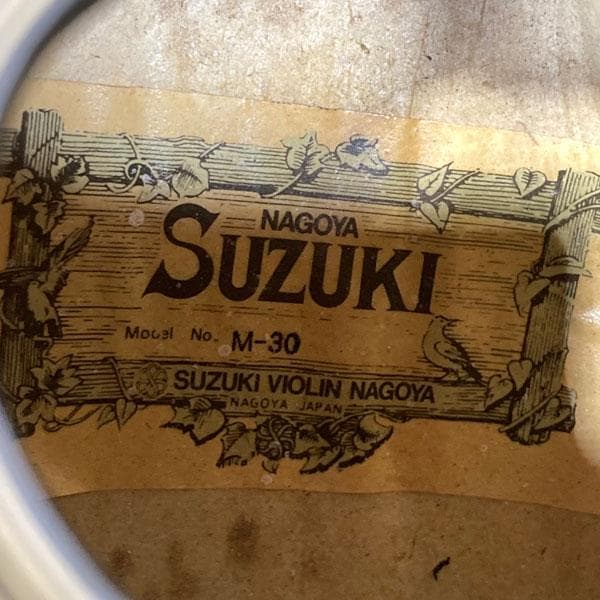 NAGOYA
SUZUKI
Model No. M-30
SUZUKI VIOLIN NAGOYA
NAGOYA JAPAN